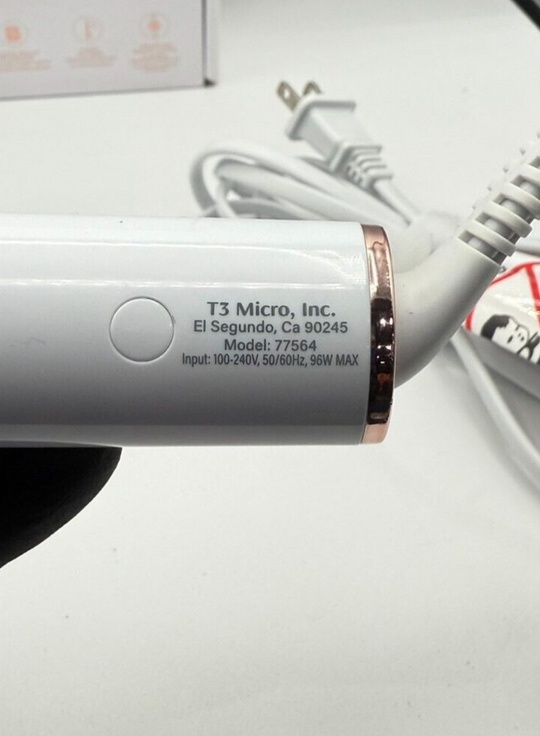 T3 Micro, Inc.
El Segundo, Ca 90245
Model: 77564
Input: 100-240V, 50/60Hz, 96W MAX